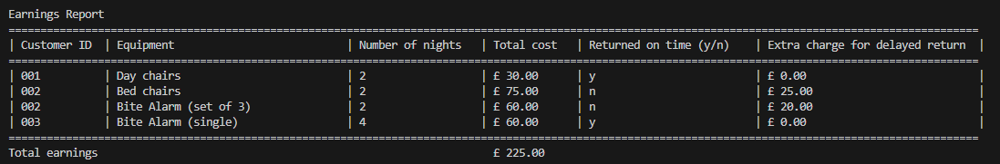 Earnings Report
========================================================================================================================================================
| Customer ID | Equipment | Number of nights | Total cost | Returned on time (y/n) | Extra charge for delayed return |
========================================================================================================================================================
| 001 | Day chairs | 2 | £ 30.00 | y | £ 0.00 |
| 002 | Bed chairs | 2 | £ 75.00 | n | £ 25.00 |
| 002 | Bite Alarm (set of 3) | 2 | £ 60.00 | n | £ 20.00 |
| 003 | Bite Alarm (single) | 4 | £ 60.00 | y | £ 0.00 |
========================================================================================================================================================
Total earnings £ 225.00